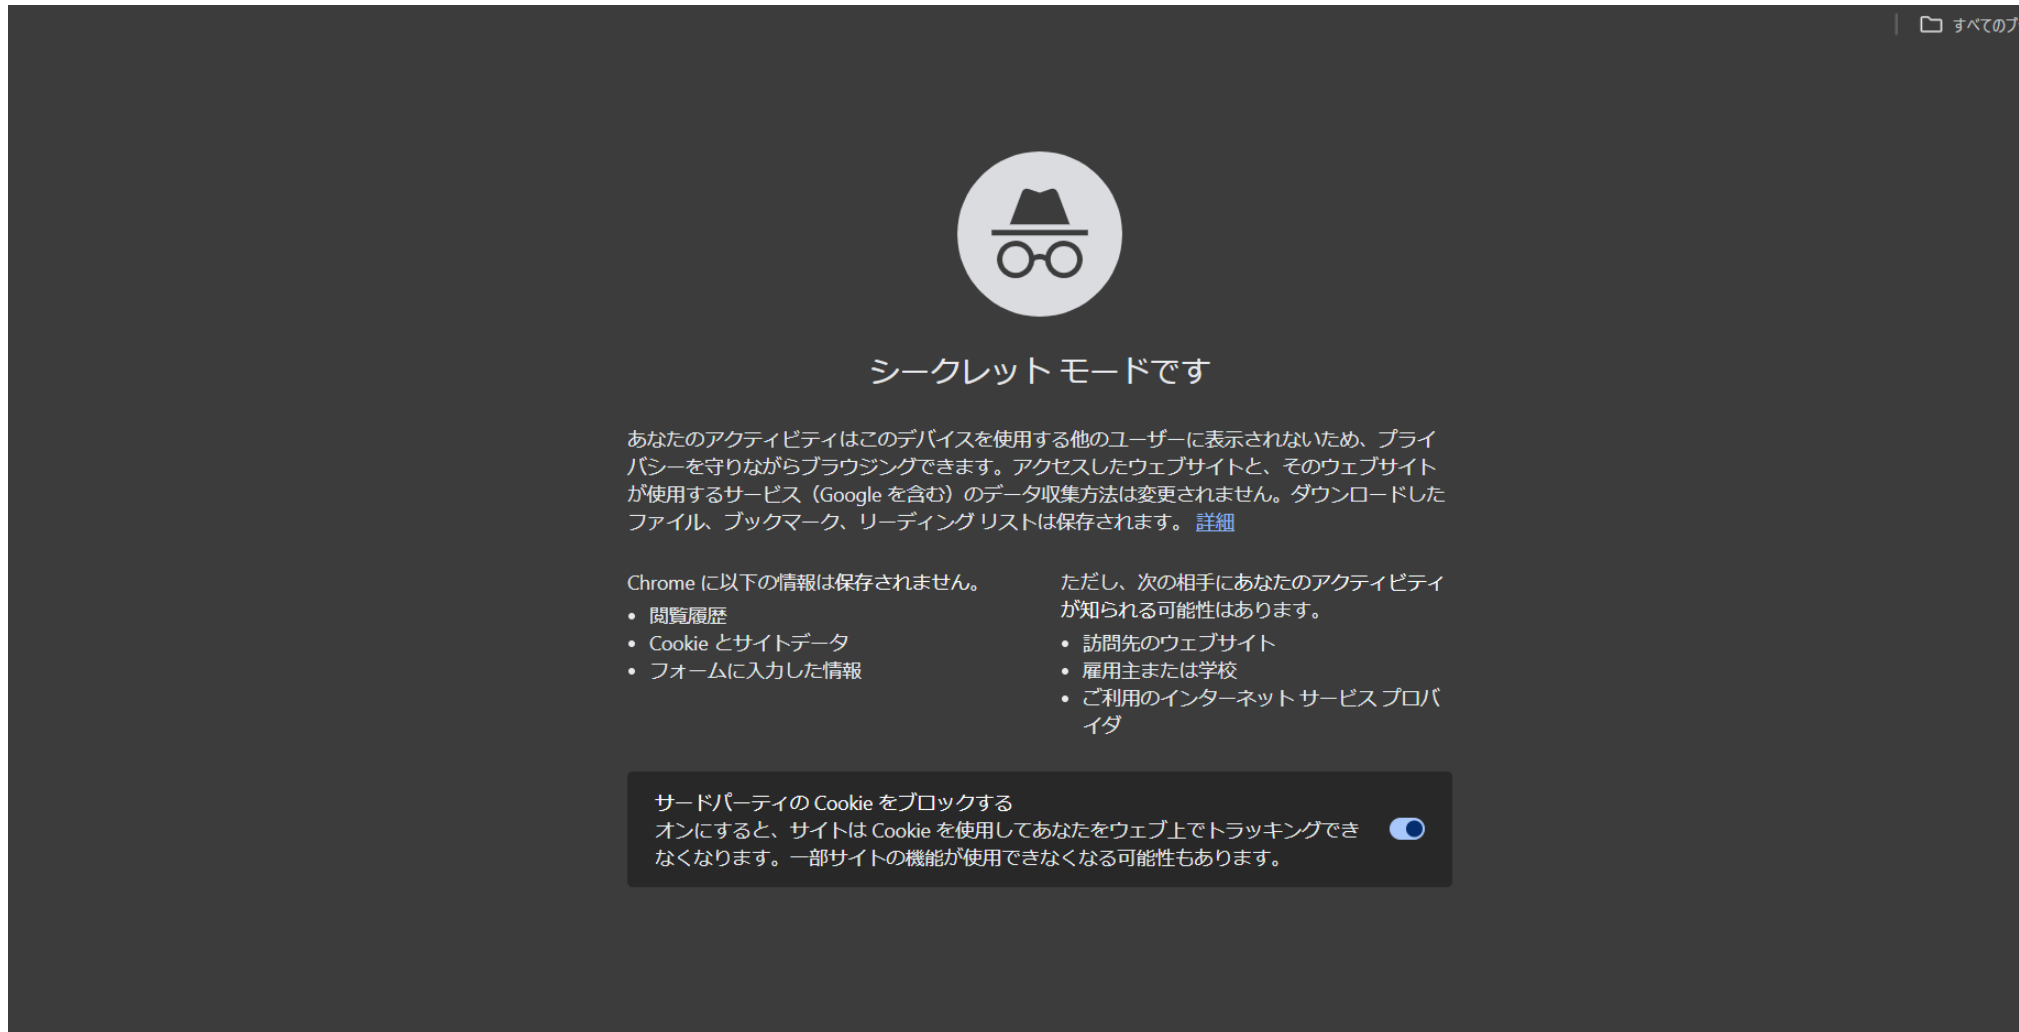 すべてのブ
シークレット モードです
あなたのアクティビティはこのデバイスを使用する他のユーザーに表示されないため、プライ
バシーを守りながらブラウジングできます。アクセスしたウェブサイトと、そのウェブサイト
が使用するサービス（Google を含む）のデータ収集方法は変更されません。ダウンロードした
ファイル、ブックマーク、リーディング リストは保存されます。 詳細
Chrome に以下の情報は保存されません。
• 閲覧履歴
• Cookie とサイトデータ
• フォームに入力した情報
ただし、次の相手にあなたのアクティビティ
が知られる可能性はあります。
• 訪問先のウェブサイト
• 雇用主または学校
• ご利用のインターネット サービス プロバ
イダ
サードパーティの Cookie をブロックする
オンにすると、サイトは Cookie を使用してあなたをウェブ上でトラッキングでき
なくなります。一部サイトの機能が使用できなくなる可能性もあります。